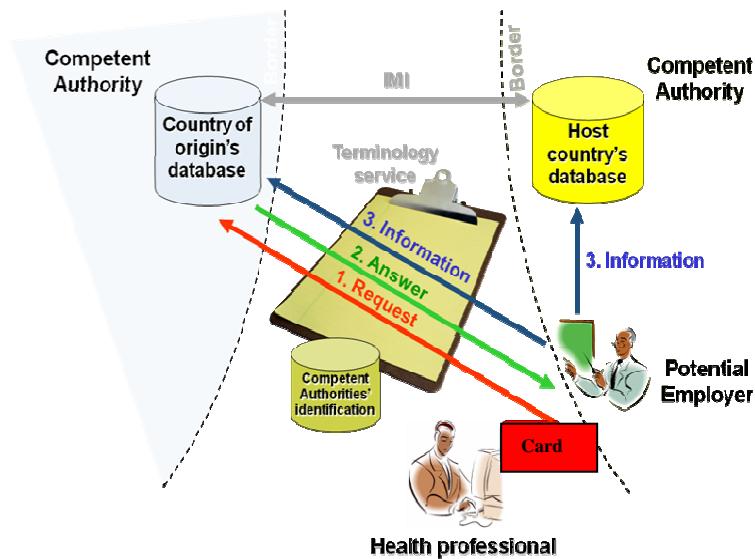 Competent
Authority
Border
IMI
Border
Competent
Authority
Country of
origin's
database
Host
country's
database
Terminology
service
3. Information
2. Answer
1. Request
3. Information
Competent
Authorities'
identification
Potential
Employer
Card
Health professional